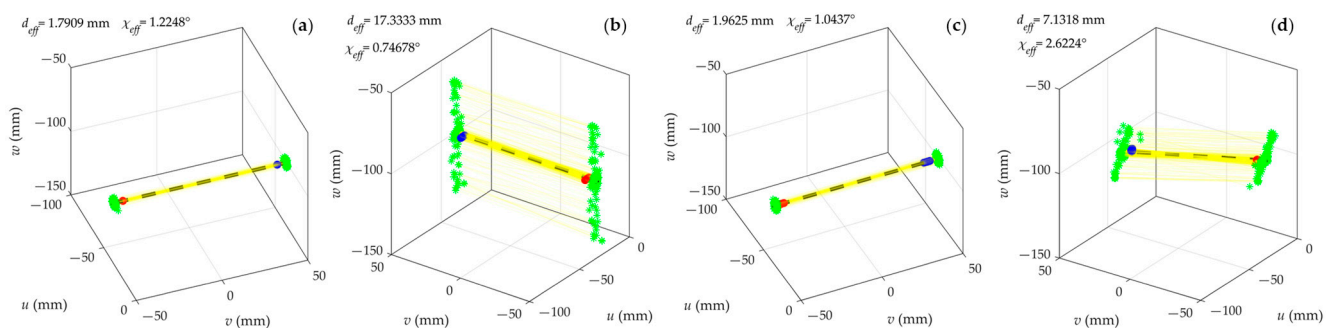 d_eff = 1.7909 mm χ_eff = 1.2248° (a)
−50
−100
−150
w (mm)
−100
−50
0
u (mm)
−50
0
50
v (mm)
d_eff = 17.3333 mm (b)
χ_eff = 0.74678°
−50
−100
−150
w (mm)
50
0
−50
v (mm)
−100
−50
0
u (mm)
d_eff = 1.9625 mm χ_eff = 1.0437° (c)
−50
−100
−150
w (mm)
−100
−50
0
u (mm)
−50
0
50
v (mm)
d_eff = 7.1318 mm (d)
χ_eff = 2.6224°
−50
−100
−150
w (mm)
50
0
−50
v (mm)
−100
−50
0
u (mm)